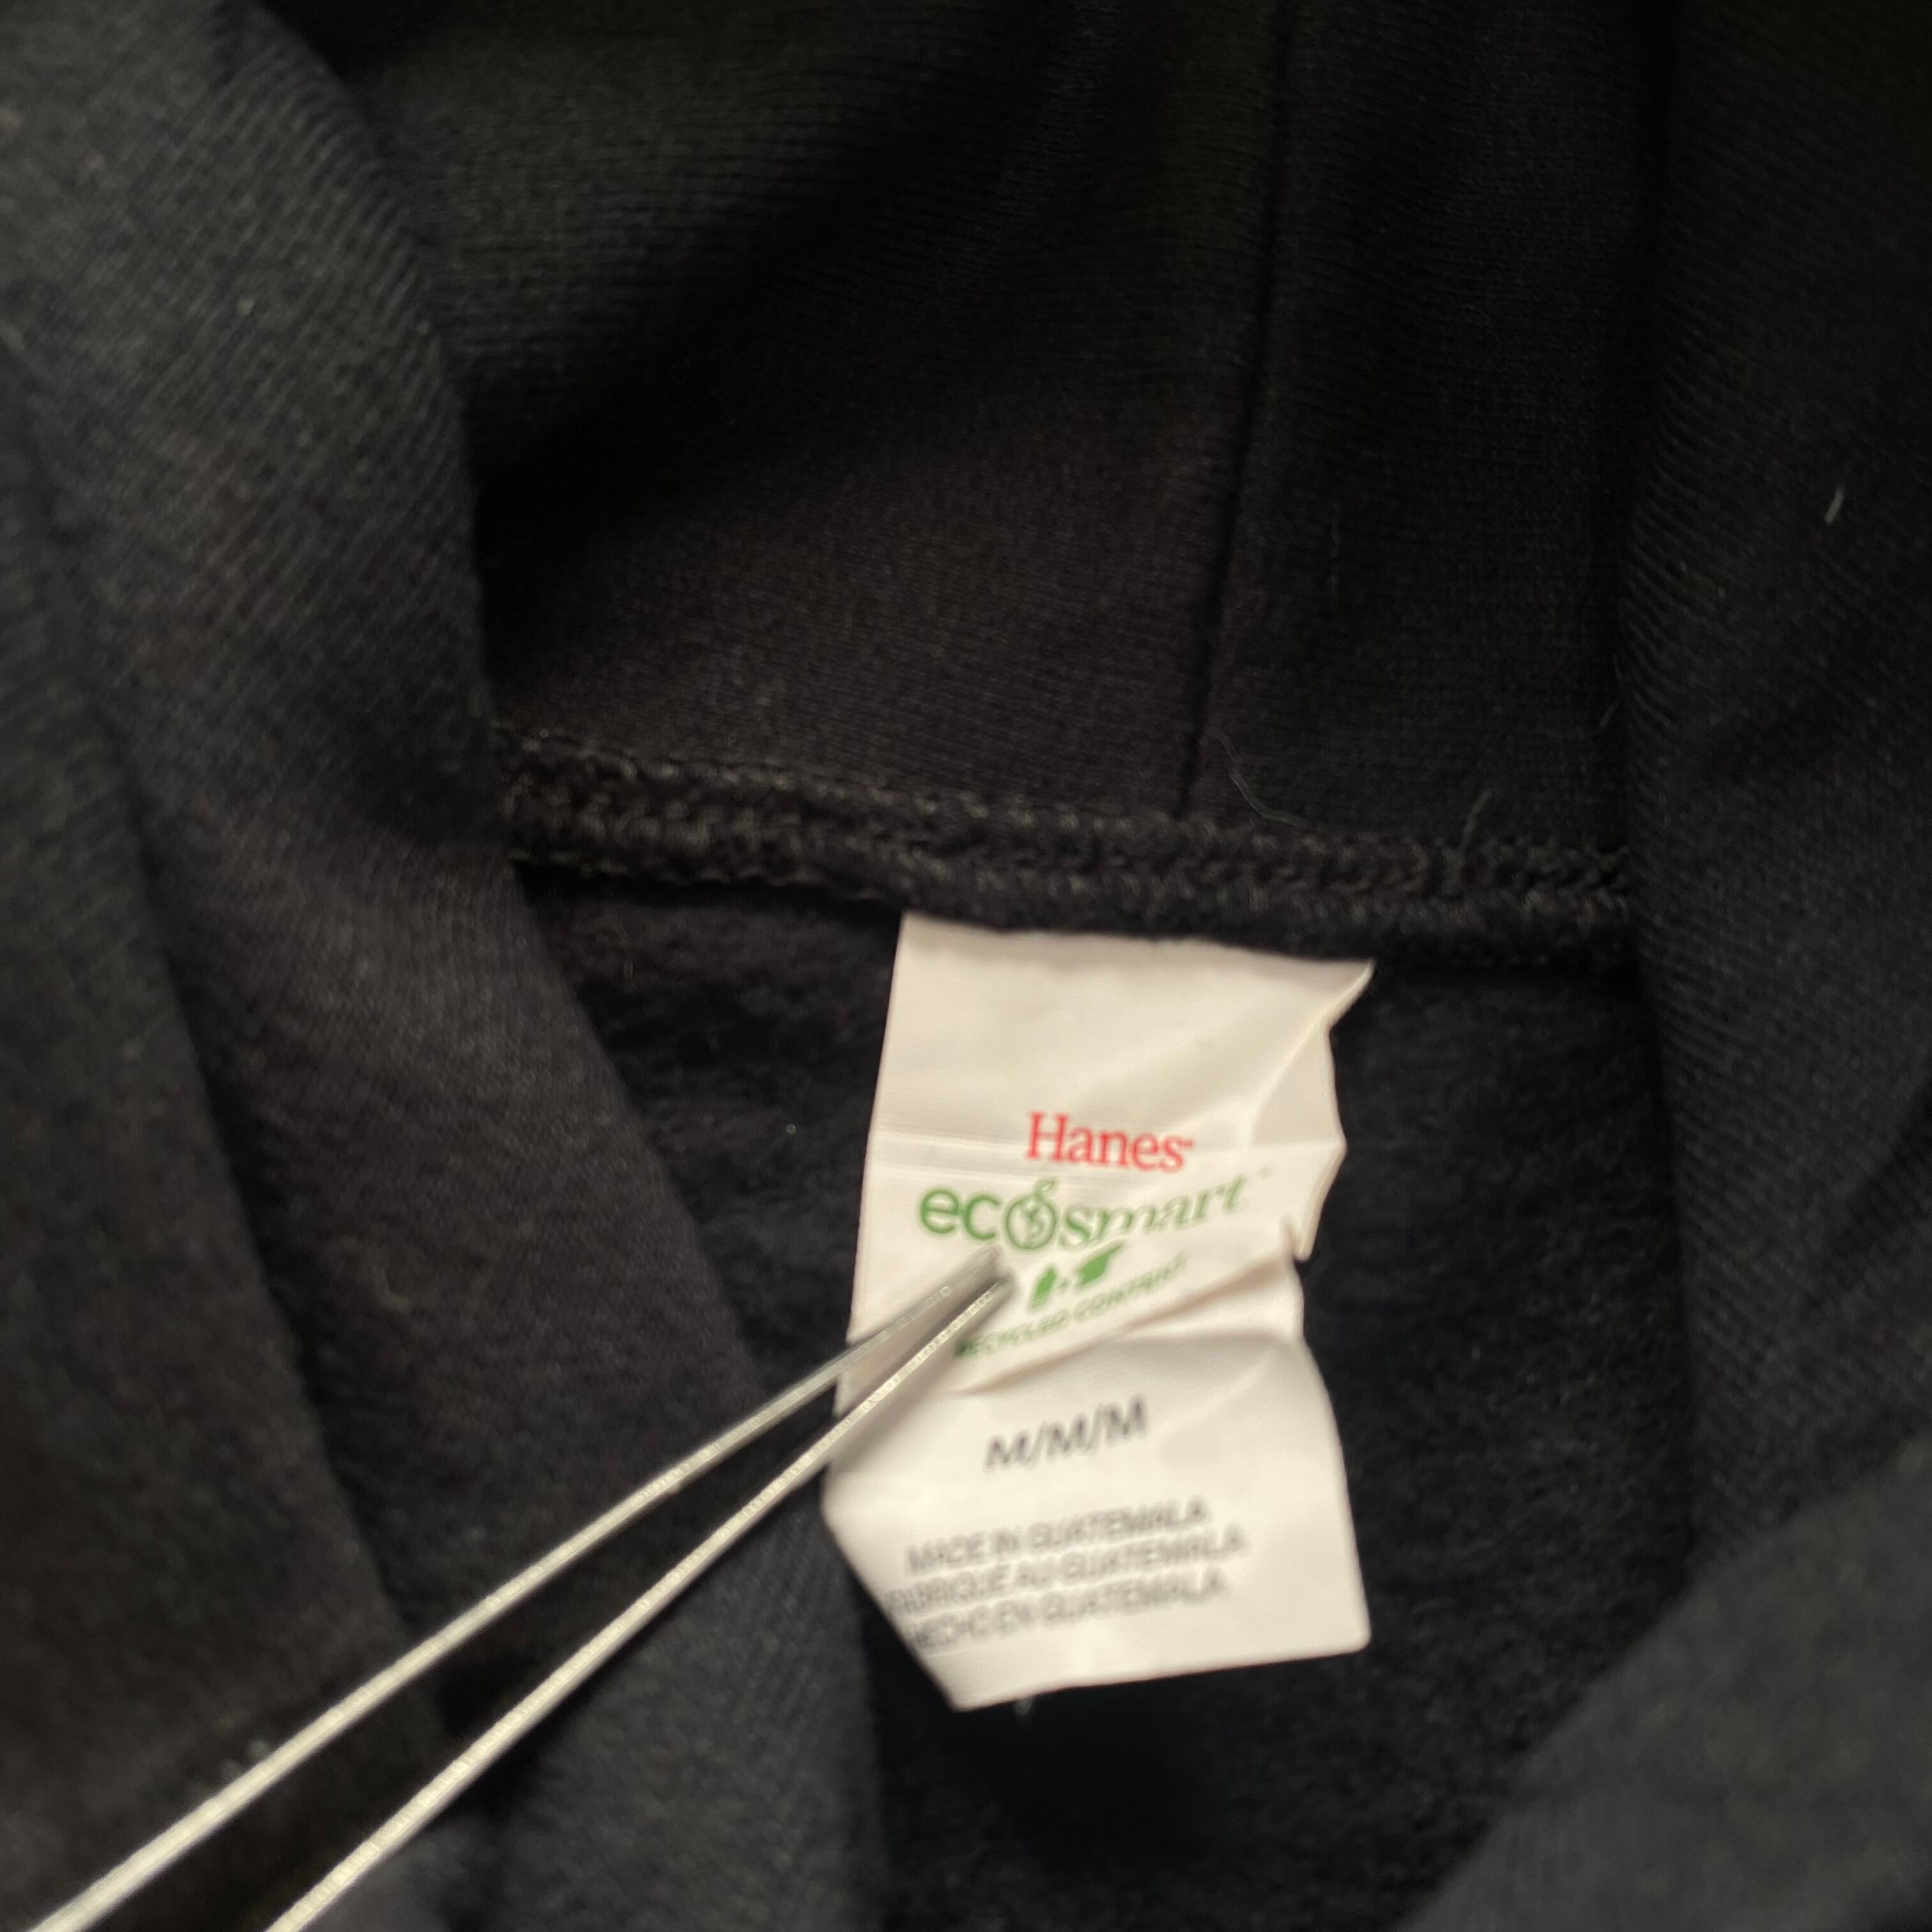 Hanes
ecosmart
RECYCLED CONTENT
M/M/M
MADE IN GUATEMALA
FABRIQUE AU GUATEMALA
HECHO EN GUATEMALA